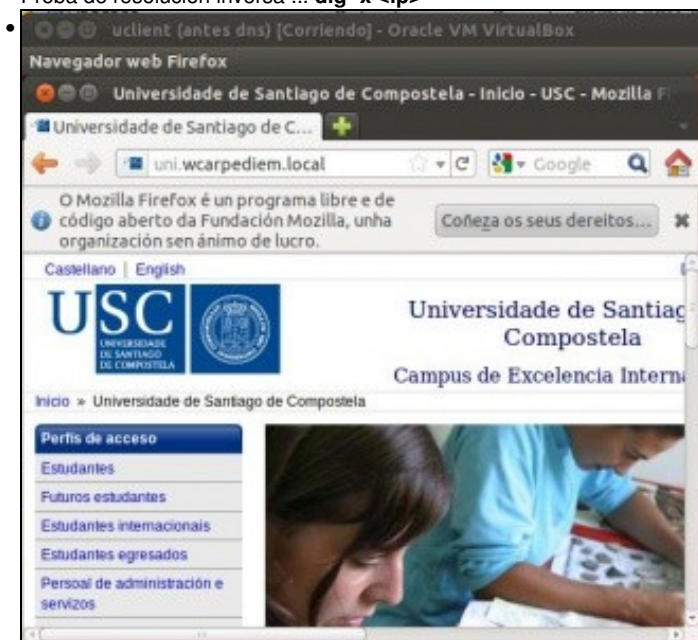 Proba de resolución inversa ... dig -x <ip>
uclient (antes dns) [Corriendo] - Oracle VM VirtualBox
Navegador web Firefox
Universidade de Santiago de Compostela - Inicio - USC - Mozilla F
Universidade de Santiago de C...
uni.wcarpediem.local
Google
O Mozilla Firefox é un programa libre e de
código aberto da Fundación Mozilla, unha
organización sen ánimo de lucro.
Coñeza os seus dereitos...
Castellano | English
USC
UNIVERSIDADE
DE SANTIAGO
DE COMPOSTELA
Universidade de Santiag
Compostela
Campus de Excelencia Interna
Inicio » Universidade de Santiago de Compostela
Perfís de acceso
Estudantes
Futuros estudantes
Estudantes internacionais
Estudantes egresados
Persoal de administración e
servizos